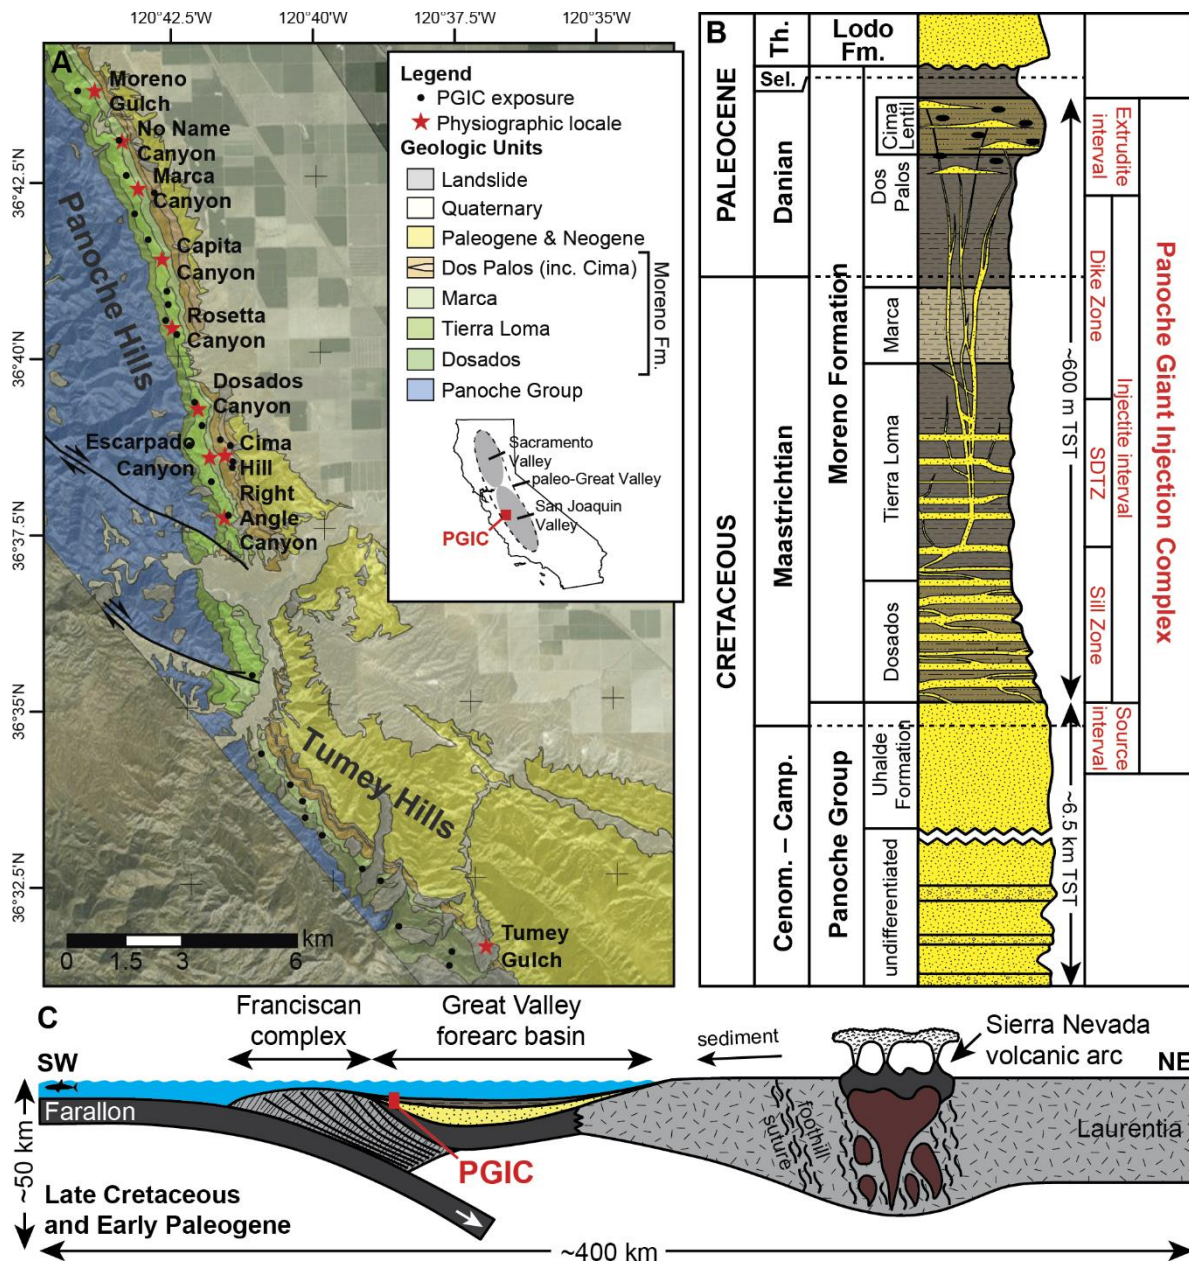 120°42.5'W
120°40'W
120°37.5'W
120°35'W
36°42.5'N
36°40'N
36°37.5'N
36°35'N
36°32.5'N
A
Moreno
Gulch
No Name
Canyon
Marca
Canyon
Capita
Canyon
Rosetta
Canyon
Dosados
Canyon
Escarpado
Canyon
Cima
Hill
Right
Angle
Canyon
Panoche Hills
Tumey Hills
Tumey
Gulch
km
0
1.5
3
6
Legend
PGIC exposure
Physiographic locale
Geologic Units
Landslide
Quaternary
Paleogene & Neogene
Dos Palos (inc. Cima)
Marca
Tierra Loma
Dosados
Panoche Group
Moreno Fm.
Sacramento
Valley
paleo-Great Valley
San Joaquin
Valley
PGIC
B
Th.
Lodo
Fm.
PALEOCENE
Sel.
Danian
Cima
Lentil
Dos
Palos
CRETACEOUS
Maastrichtian
Moreno Formation
Marca
Tierra Loma
Dosados
Cenom. – Camp.
Panoche Group
Uhalde
Formation
undifferentiated
~600 m TST
~6.5 km TST
Extrudite
interval
Dike Zone
SDTZ
Sill Zone
Injectite interval
Source
interval
Panoche Giant Injection Complex
C
Franciscan
complex
Great Valley
forearc basin
sediment
Sierra Nevada
volcanic arc
SW
NE
Farallon
foothill
suture
Laurentia
PGIC
~50 km
Late Cretaceous
and Early Paleogene
~400 km